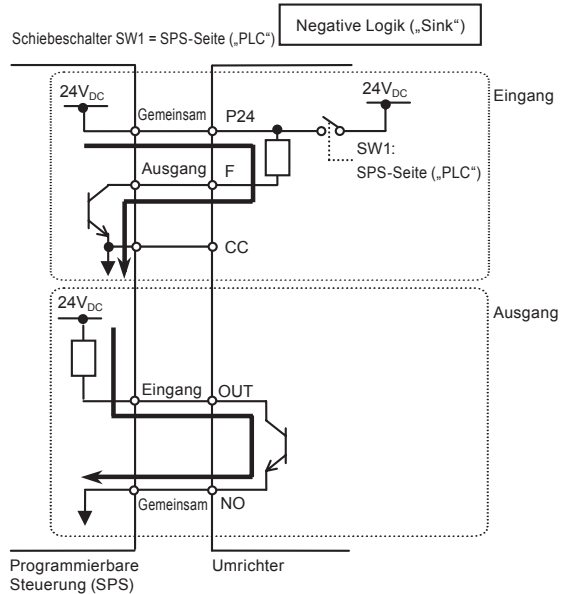 Schiebeschalter SW1 = SPS-Seite („PLC“)
Negative Logik („Sink“)
24VDC
Gemeinsam
P24
24VDC
Eingang
SW1:
SPS-Seite („PLC“)
Ausgang
F
CC
24VDC
Ausgang
Eingang
OUT
Gemeinsam
NO
Programmierbare
Steuerung (SPS)
Umrichter